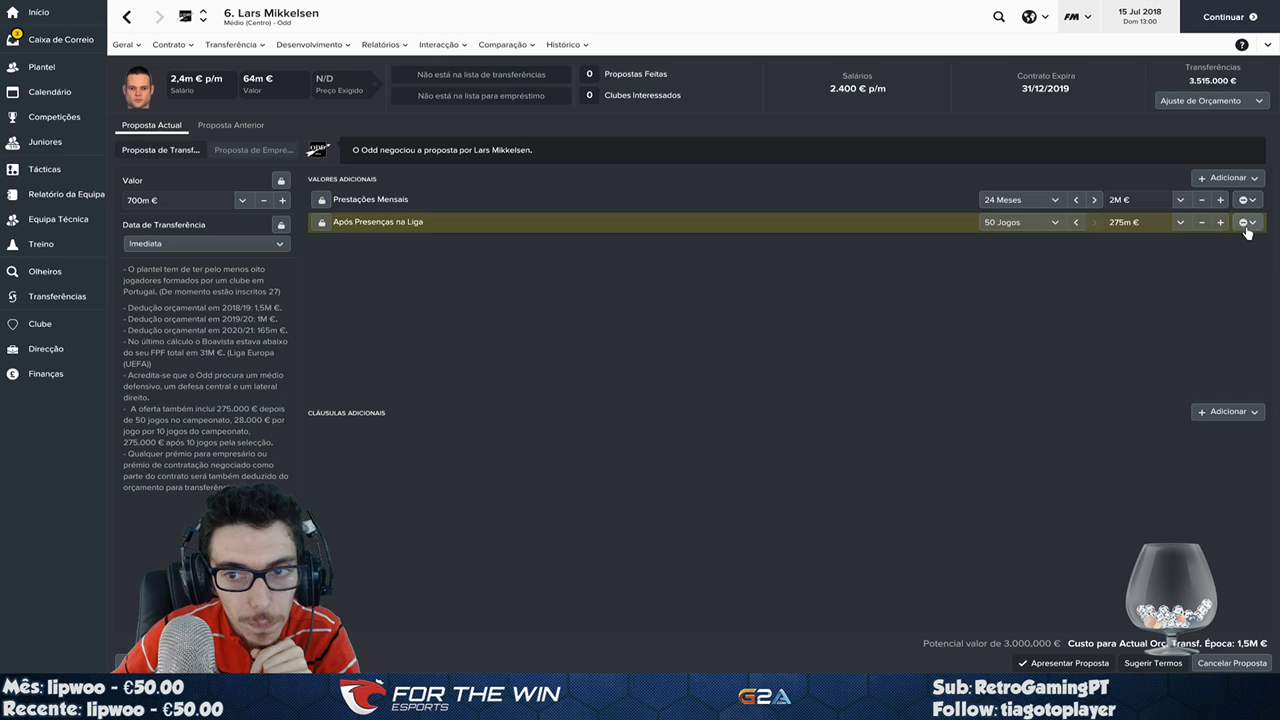 Início
3
Caixa de Correio
Plantel
Calendário
Competições
Juniores
Tácticas
Relatório da Equipa
Equipa Técnica
Treino
Olheiros
Transferências
Clube
Direcção
Finanças
6. Lars Mikkelsen
Médio (Centro) - Odd
FM
15 Jul 2018
Dom 13:00
Continuar
Geral
Contrato
Transferência
Desenvolvimento
Relatórios
Interacção
Comparação
Histórico
?
2,4m € p/m
Salário
64m €
Valor
N/D
Preço Exigido
Não está na lista de transferências
Não está na lista para empréstimo
0 Propostas Feitas
0 Clubes Interessados
Salários
2.400 € p/m
Contrato Expira
31/12/2019
Transferências
3.515.000 €
Ajuste de Orçamento
Proposta Actual
Proposta Anterior
Proposta de Transf...
Proposta de Empré...
ODD
O Odd negociou a proposta por Lars Mikkelsen.
Valor
700m €
Data de Transferência
Imediata
VALORES ADICIONAIS
Adicionar
Prestações Mensais
24 Meses
2M €
Após Presenças na Liga
50 Jogos
275m €
- O plantel tem de ter pelo menos oito
jogadores formados por um clube em
Portugal. (De momento estão inscritos 27)
- Dedução orçamental em 2018/19: 1,5M €.
- Dedução orçamental em 2019/20: 1M €.
- Dedução orçamental em 2020/21: 165m €.
- No último cálculo o Boavista estava abaixo
do seu FPF total em 31M €. (Liga Europa
(UEFA))
- Acredita-se que o Odd procura um médio
defensivo, um defesa central e um lateral
direito.
- A oferta também inclui 275.000 € depois
de 50 jogos no campeonato, 28.000 € por
jogo por 10 jogos do campeonato,
275.000 € após 10 jogos pela selecção.
- Qualquer prémio para empresário ou
prémio de contratação negociado como
parte do contrato será também deduzido do
orçamento para transferê
CLÁUSULAS ADICIONAIS
Adicionar
Potencial valor de 3.000.000 €
Custo para Actual Orç. Transf. Época: 1,5M €
Apresentar Proposta
Sugerir Termos
Cancelar Proposta
Mês: lipwoo - €50.00
Recente: lipwoo - €50.00
FOR THE WIN
ESPORTS
G2A
.COM
Sub: RetroGamingPT
Follow: tiagotoplayer